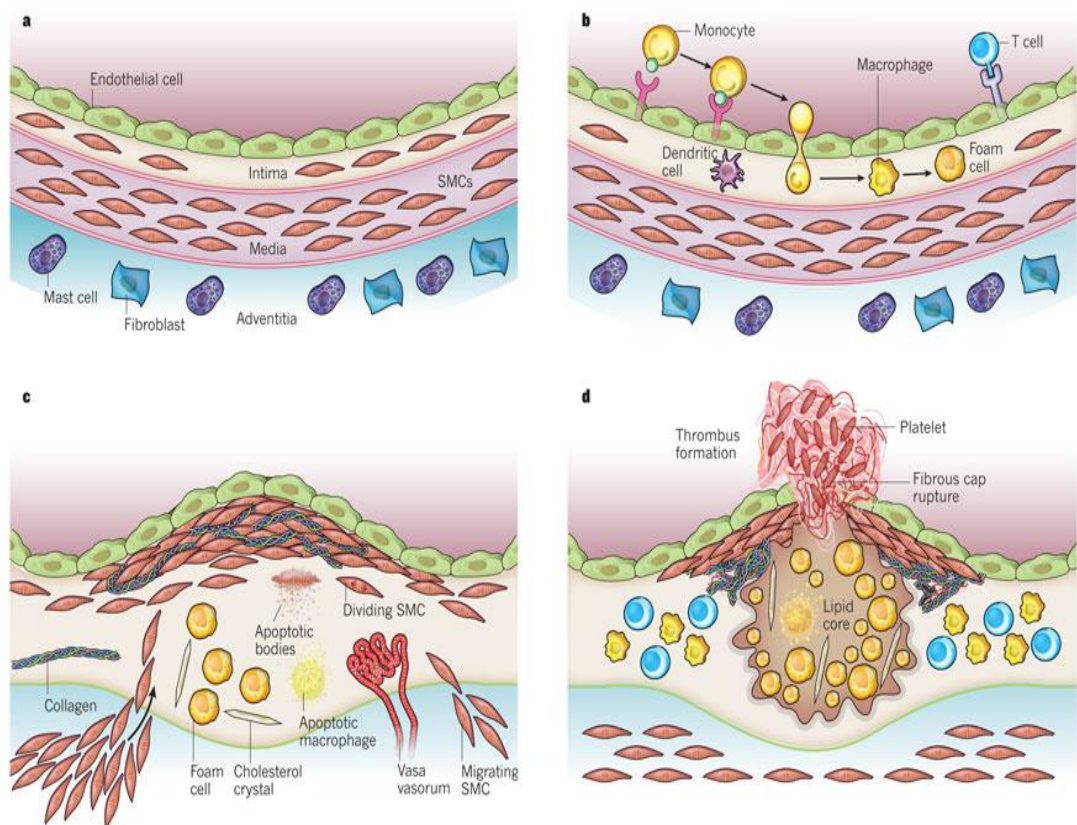 a
Endothelial cell
Intima
SMCs
Media
Mast cell
Fibroblast
Adventitia
b
Monocyte
T cell
Macrophage
Dendritic
cell
Foam
cell
c
Dividing SMC
Apoptotic
bodies
Collagen
Apoptotic
macrophage
Foam
cell
Cholesterol
crystal
Vasa
vasorum
Migrating
SMC
d
Thrombus
formation
Platelet
Fibrous cap
rupture
Lipid
core